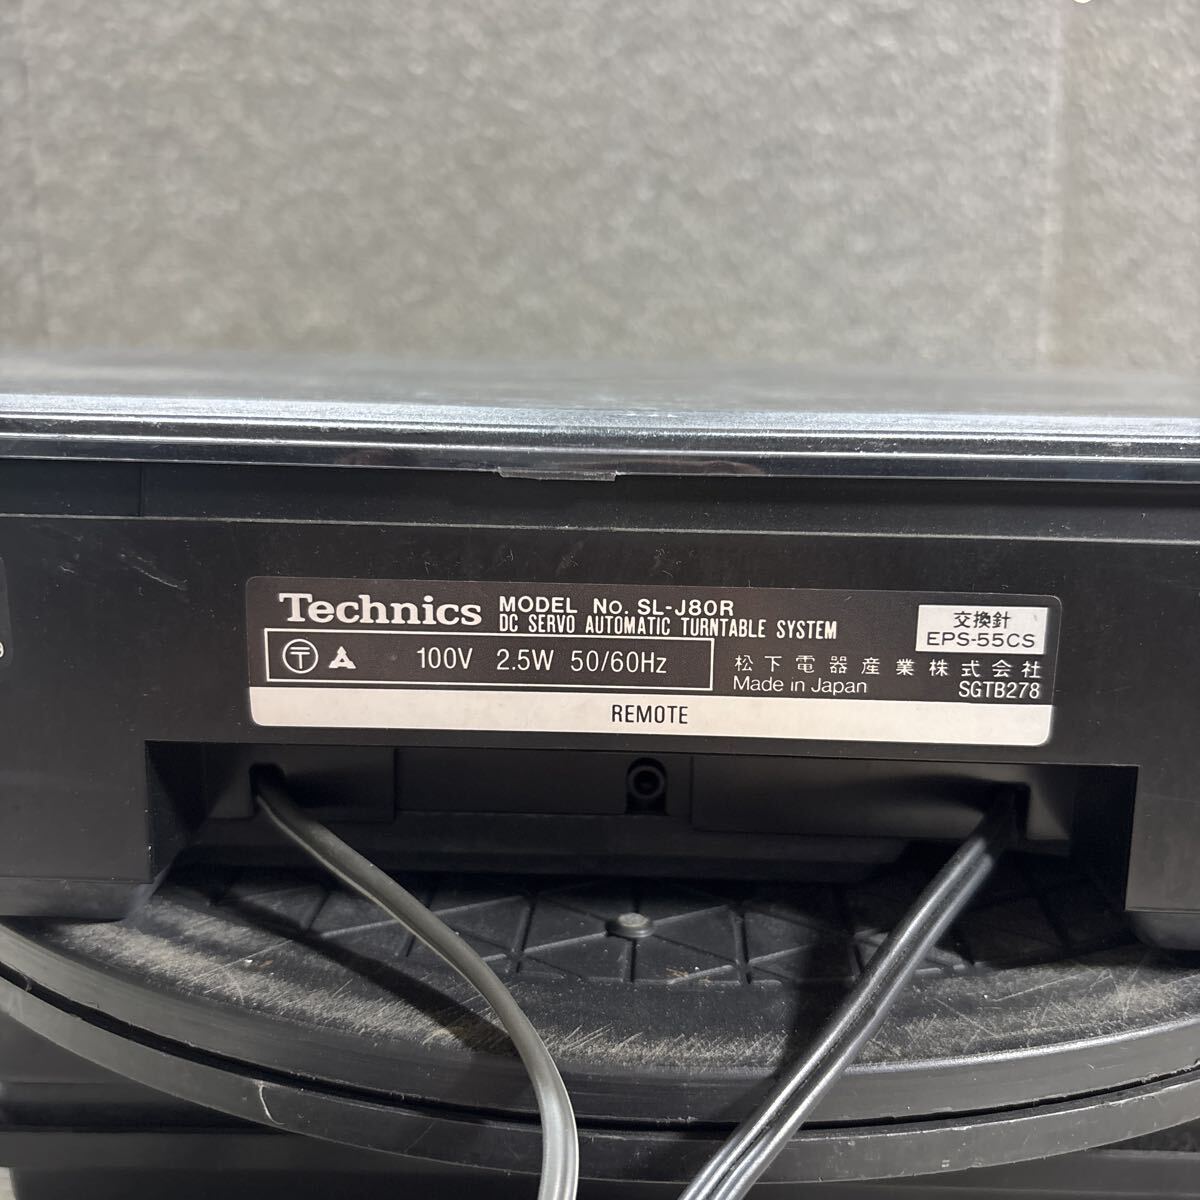 Technics MODEL No. SL-J80R
DC SERVO AUTOMATIC TURNTABLE SYSTEM
交換針
EPS-55CS
〒 100V 2.5W 50/60Hz
松下電器産業株式会社
Made in Japan SGTB278
REMOTE